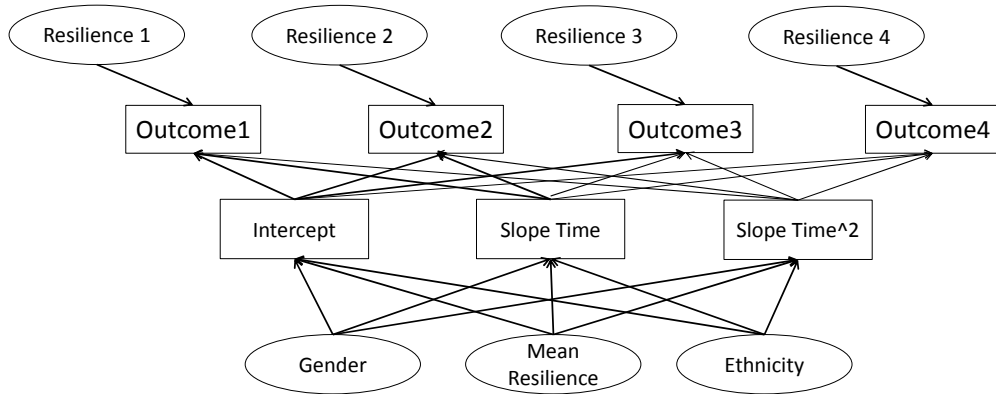 Resilience 1
Resilience 2
Resilience 3
Resilience 4
Outcome1
Outcome2
Outcome3
Outcome4
Intercept
Slope Time
Slope Time^2
Gender
Mean
Resilience
Ethnicity